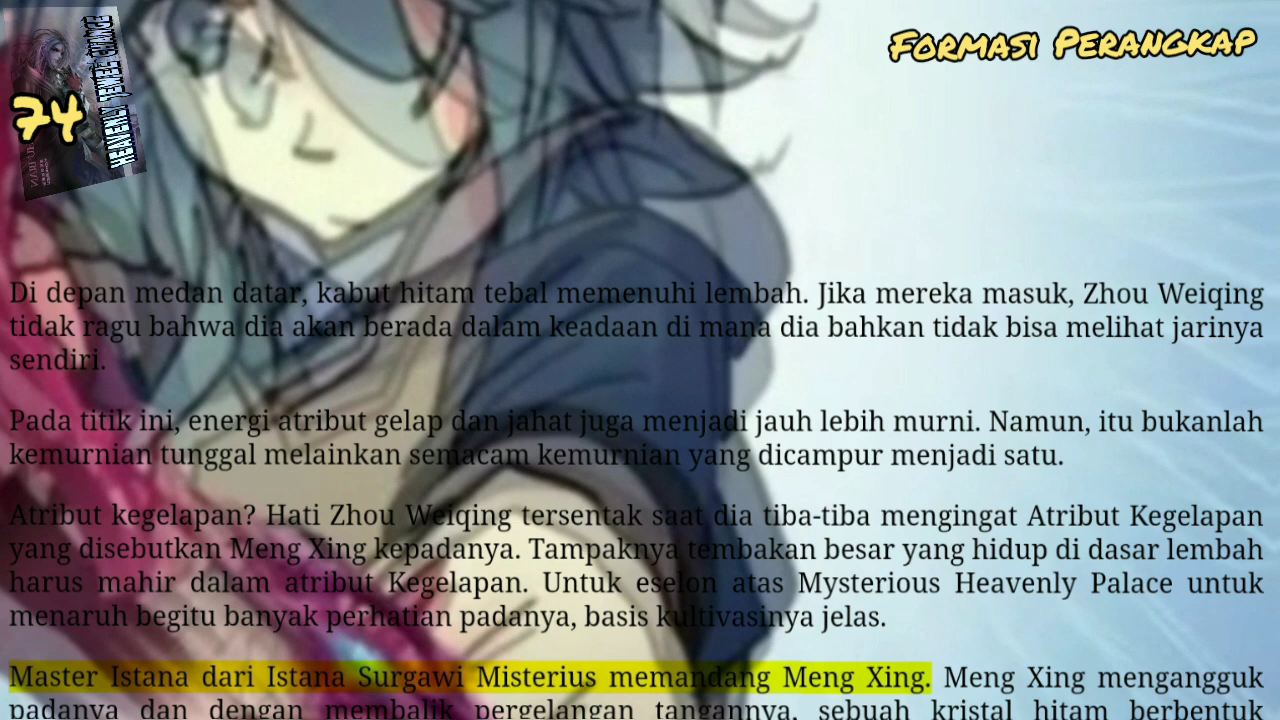 HEAVENLY JEWEL CHANGE
74
Formasi Perangkap
Di depan medan datar, kabut hitam tebal memenuhi lembah. Jika mereka masuk, Zhou Weiqing
tidak ragu bahwa dia akan berada dalam keadaan di mana dia bahkan tidak bisa melihat jarinya
sendiri.
Pada titik ini, energi atribut gelap dan jahat juga menjadi jauh lebih murni. Namun, itu bukanlah
kemurnian tunggal melainkan semacam kemurnian yang dicampur menjadi satu.
Atribut kegelapan? Hati Zhou Weiqing tersentak saat dia tiba-tiba mengingat Atribut Kegelapan
yang disebutkan Meng Xing kepadanya. Tampaknya tembakan besar yang hidup di dasar lembah
harus mahir dalam atribut Kegelapan. Untuk eselon atas Mysterious Heavenly Palace untuk
menaruh begitu banyak perhatian padanya, basis kultivasinya jelas.
Master Istana dari Istana Surgawi Misterius memandang Meng Xing. Meng Xing mengangguk
padanya dan dengan membalik pergelangan tangannya, sebuah kristal hitam berbentuk